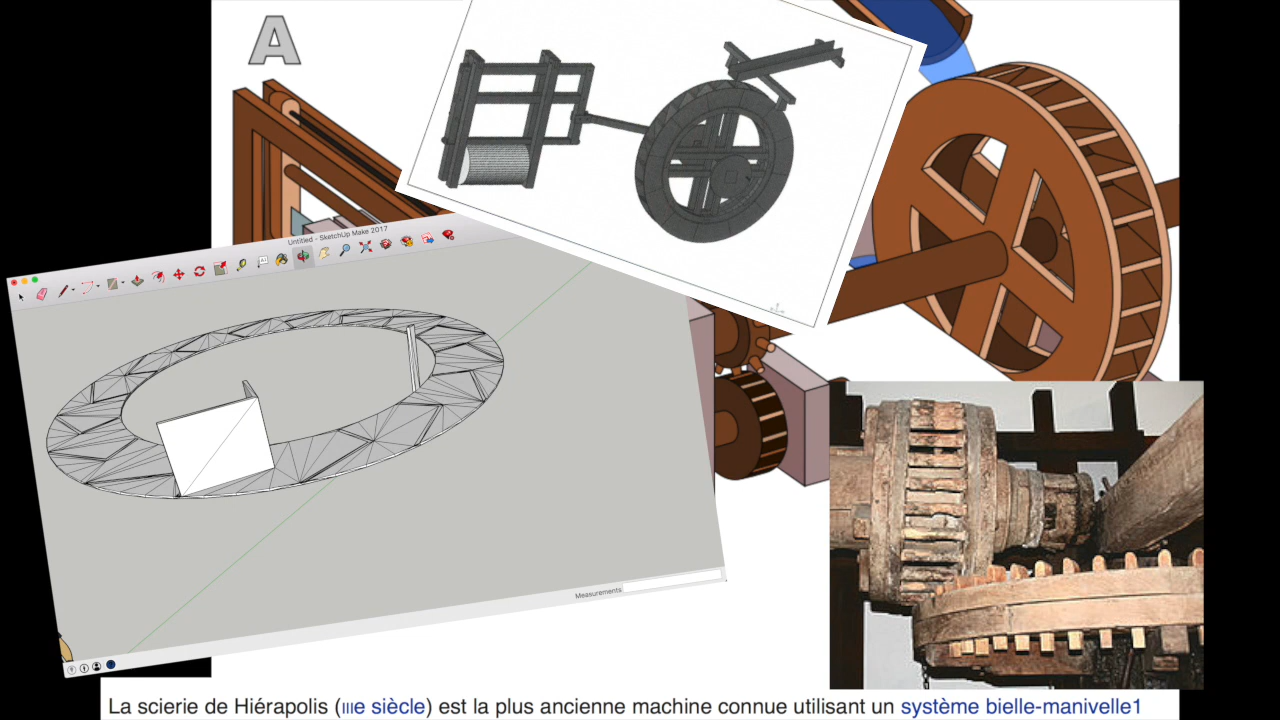 A
Untitled - SketchUp Make 2017
Measurements
La scierie de Hiérapolis (IIIe siècle) est la plus ancienne machine connue utilisant un système bielle-manivelle1